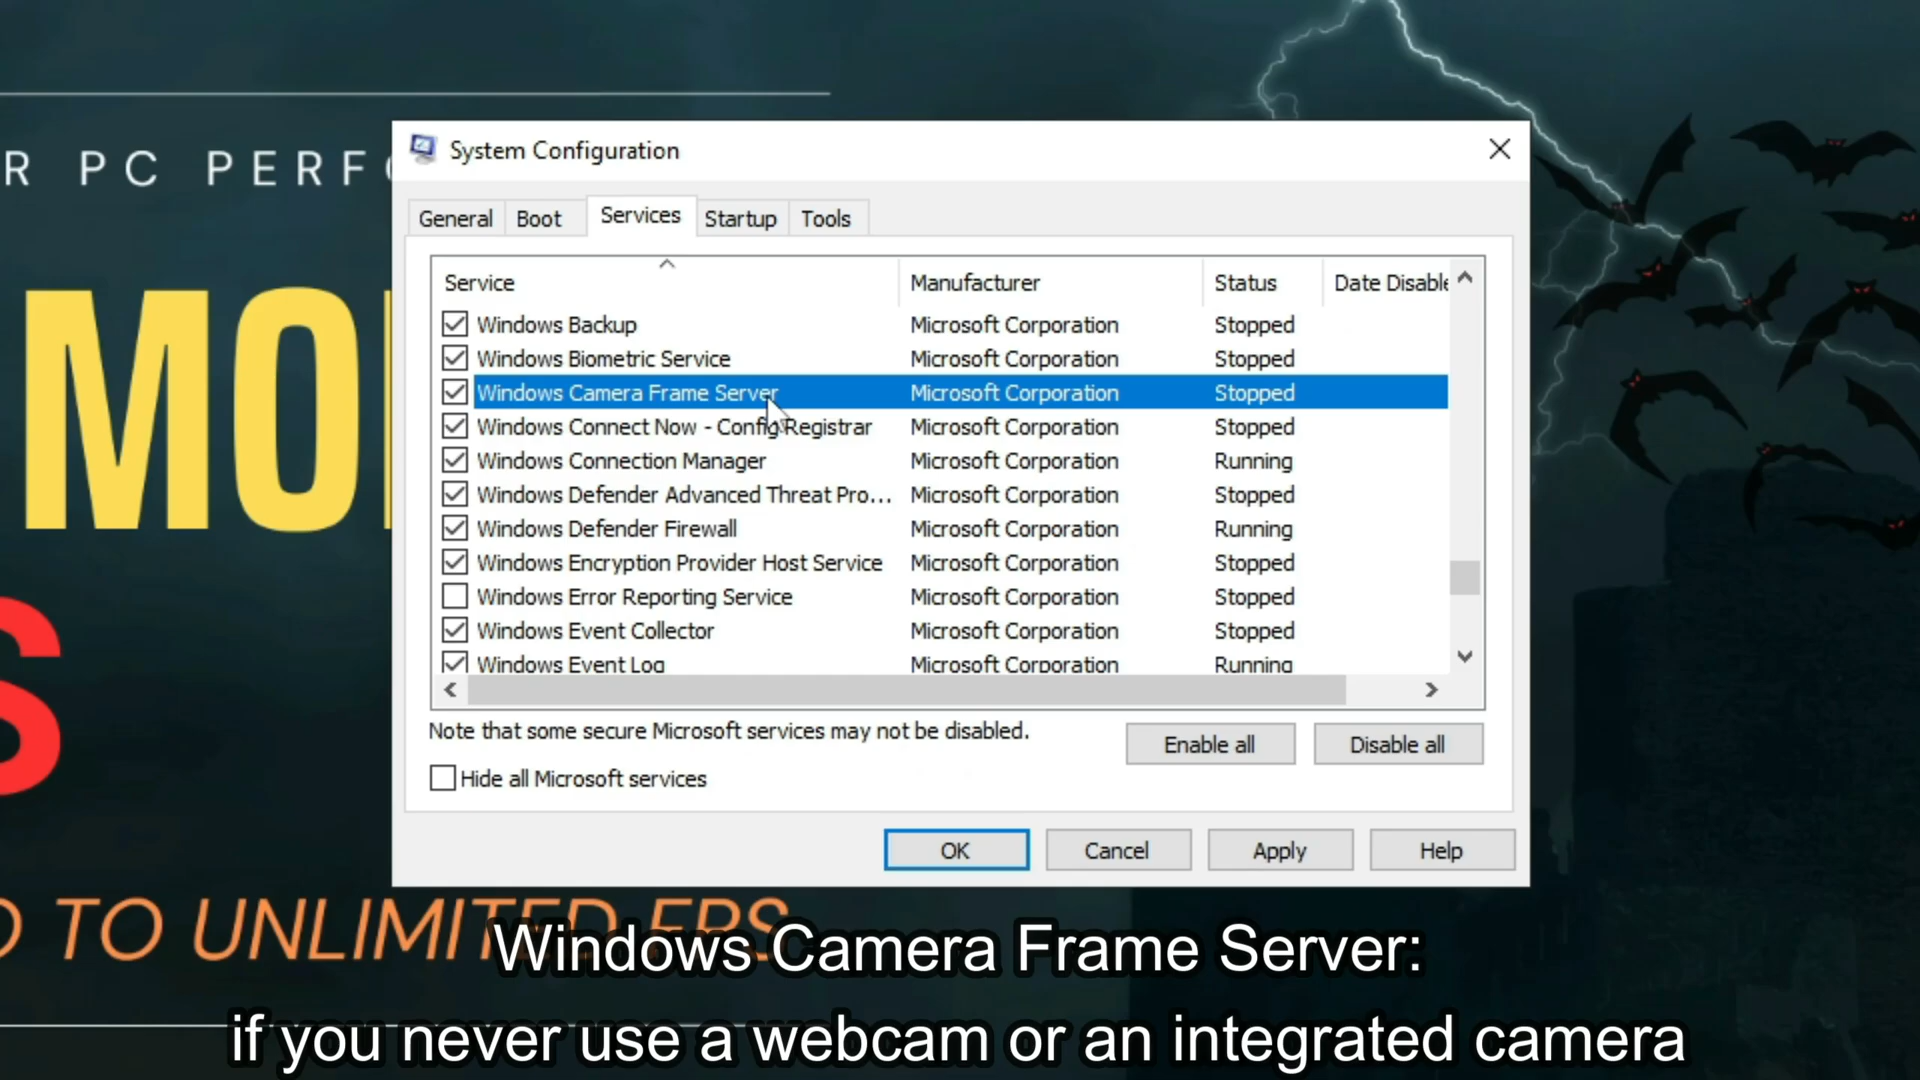 R PC PERF
MO
S
O TO UNLIMITED FPS
System Configuration
General Boot Services Startup Tools
Service Manufacturer Status Date Disable
Windows Backup Microsoft Corporation Stopped
Windows Biometric Service Microsoft Corporation Stopped
Windows Camera Frame Server Microsoft Corporation Stopped
Windows Connect Now - Config Registrar Microsoft Corporation Stopped
Windows Connection Manager Microsoft Corporation Running
Windows Defender Advanced Threat Pro... Microsoft Corporation Stopped
Windows Defender Firewall Microsoft Corporation Running
Windows Encryption Provider Host Service Microsoft Corporation Stopped
Windows Error Reporting Service Microsoft Corporation Stopped
Windows Event Collector Microsoft Corporation Stopped
Windows Event Log Microsoft Corporation Running
Note that some secure Microsoft services may not be disabled.
Enable all Disable all
Hide all Microsoft services
OK Cancel Apply Help
Windows Camera Frame Server:
if you never use a webcam or an integrated camera